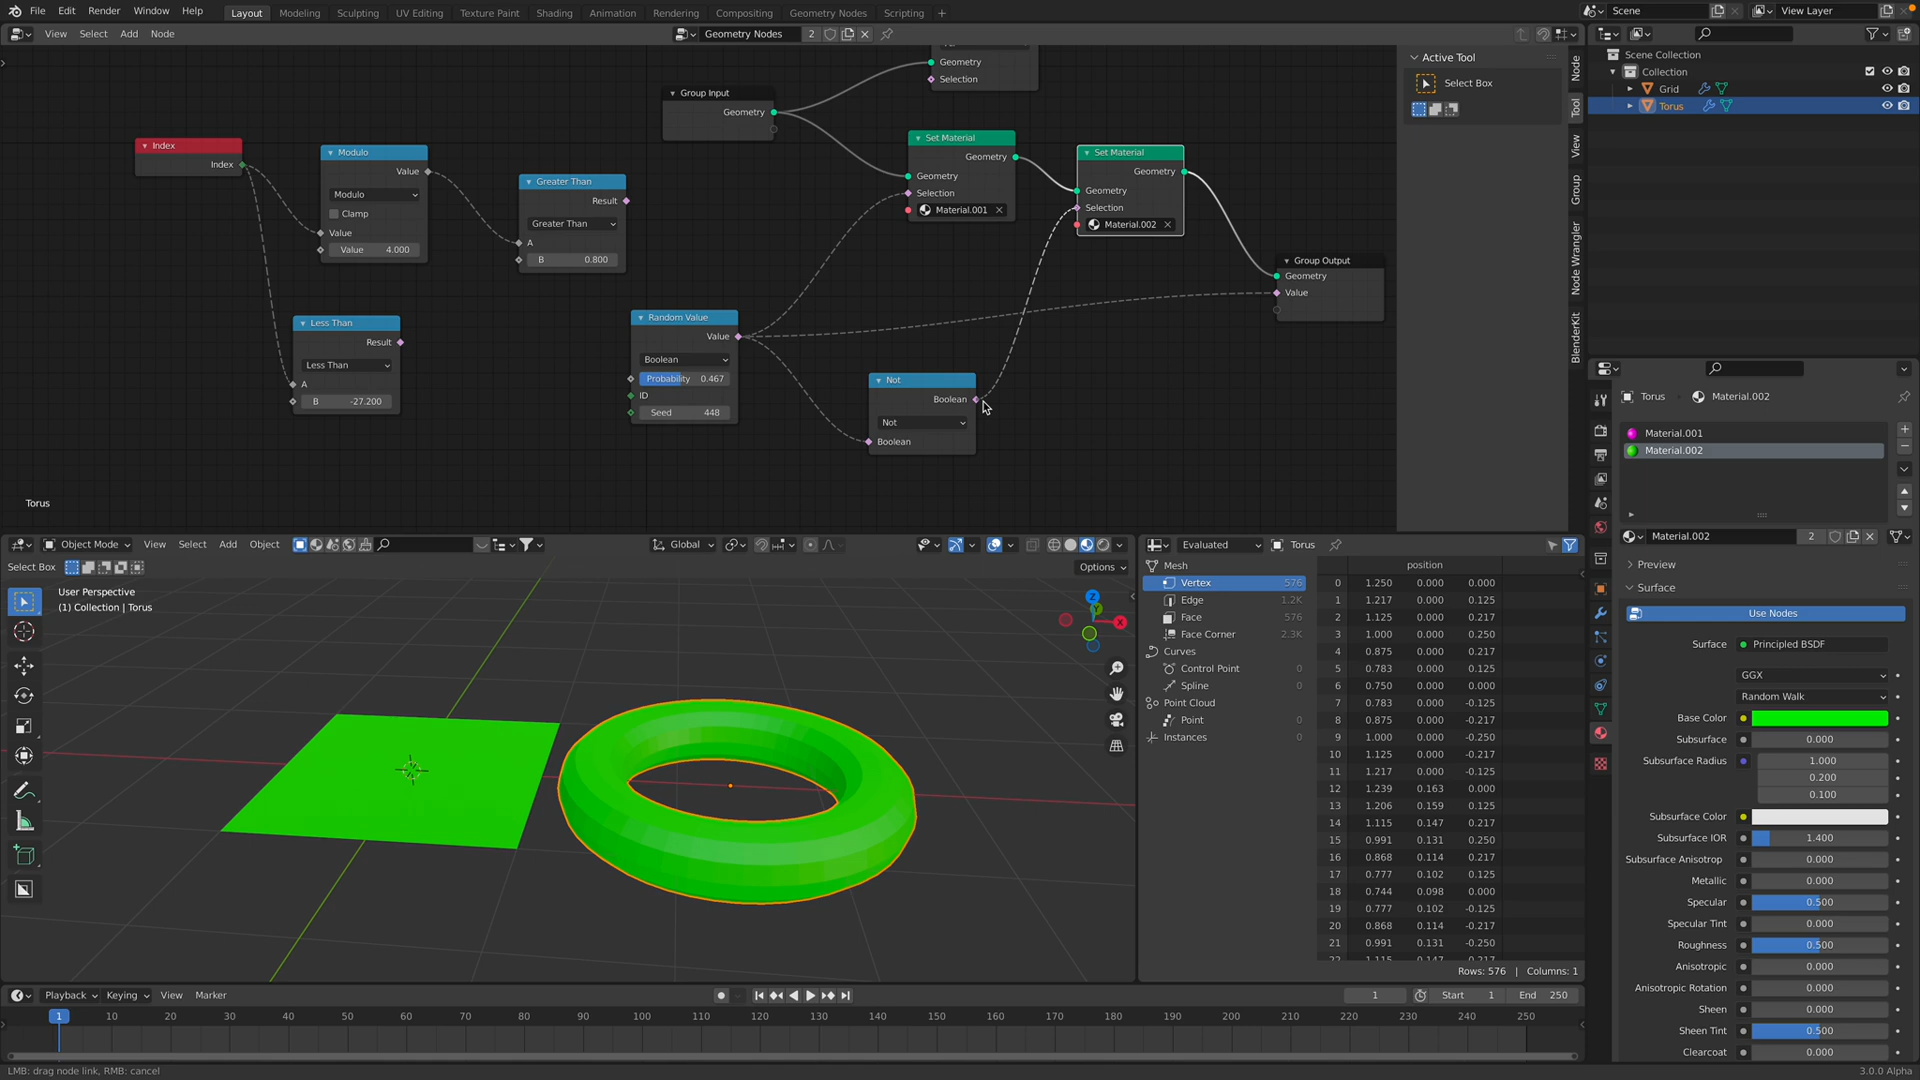 File Edit Render Window Help
Layout Modeling Sculpting UV Editing Texture Paint Shading Animation Rendering Compositing Geometry Nodes Scripting +
Scene
View Layer
View Select Add Node
Geometry Nodes 2
Group Input
Geometry
Geometry
Selection
Index
Index
Modulo
Value
Modulo
Clamp
Value
Value 4.000
Greater Than
Result
Greater Than
A
B 0.800
Less Than
Result
Less Than
A
B -27.200
Random Value
Value
Boolean
Probability 0.467
ID
Seed 448
Set Material
Geometry
Geometry
Selection
Material.001
Set Material
Geometry
Geometry
Selection
Material.002
Not
Boolean
Not
Boolean
Group Output
Geometry
Value
Torus
Active Tool
Select Box
Node
Tool
View
Group
Node Wrangler
BlenderKit
Scene Collection
Collection
Grid
Torus
Object Mode View Select Add Object
Global
Select Box
Options
User Perspective
(1) Collection | Torus
Z
X
Evaluated Torus
Mesh
Vertex 576
Edge 1.2K
Face 576
Face Corner 2.3K
Curves
Control Point 0
Spline 0
Point Cloud
Point 0
Instances 0
position
0 1.250 0.000 0.000
1 1.217 0.000 0.125
2 1.125 0.000 0.217
3 1.000 0.000 0.250
4 0.875 0.000 0.217
5 0.783 0.000 0.125
6 0.750 0.000 0.000
7 0.783 0.000 -0.125
8 0.875 0.000 -0.217
9 1.000 0.000 -0.250
10 1.125 0.000 -0.217
11 1.217 0.000 -0.125
12 1.239 0.163 0.000
13 1.206 0.159 0.125
14 1.115 0.147 0.217
15 0.991 0.131 0.250
16 0.868 0.114 0.217
17 0.777 0.102 0.125
18 0.744 0.098 0.000
19 0.777 0.102 -0.125
20 0.868 0.114 -0.217
21 0.991 0.131 -0.250
22 1.115 0.147 -0.217
Rows: 576 | Columns: 1
Torus Material.002
Material.001
Material.002
Material.002 2
Preview
Surface
Use Nodes
Surface Principled BSDF
GGX
Random Walk
Base Color
Subsurface 0.000
Subsurface Radius 1.000
0.200
0.100
Subsurface Color
Subsurface IOR 1.400
Subsurface Anisotrop 0.000
Metallic 0.000
Specular 0.500
Specular Tint 0.000
Roughness 0.500
Anisotropic 0.000
Anisotropic Rotation 0.000
Sheen 0.000
Sheen Tint 0.500
Clearcoat 0.000
Playback Keying View Marker
1 Start 1 End 250
1 10 20 30 40 50 60 70 80 90 100 110 120 130 140 150 160 170 180 190 200 210 220 230 240 250
LMB: drag node link, RMB: cancel
3.0.0 Alpha